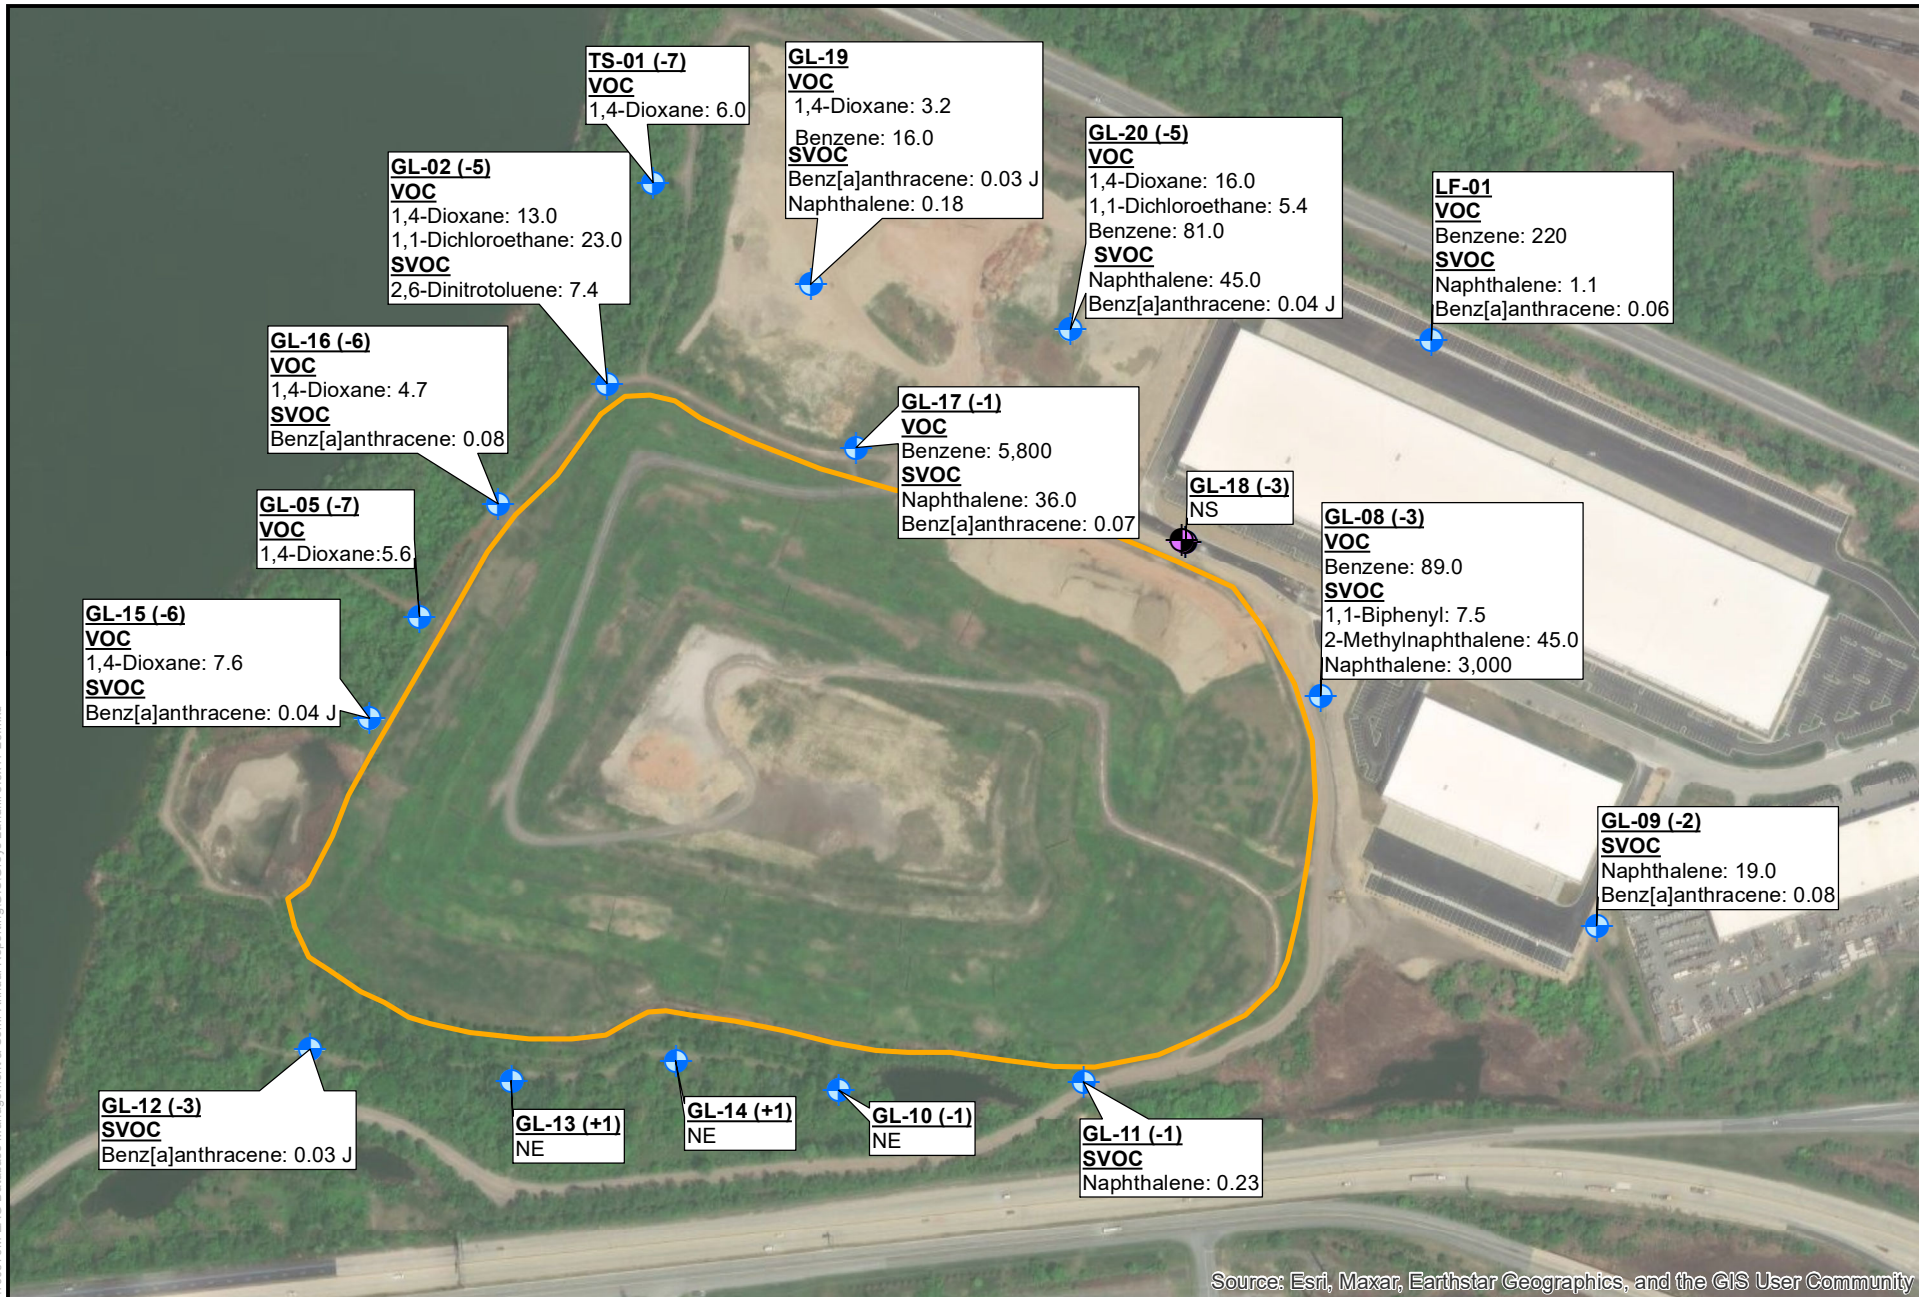 TS-01 (-7)
VOC
1,4-Dioxane: 6.0
GL-19
VOC
1,4-Dioxane: 3.2
Benzene: 16.0
SVOC
Benz[a]anthracene: 0.03 J
Naphthalene: 0.18
GL-20 (-5)
VOC
1,4-Dioxane: 16.0
1,1-Dichloroethane: 5.4
Benzene: 81.0
SVOC
Naphthalene: 45.0
Benz[a]anthracene: 0.04 J
LF-01
VOC
Benzene: 220
SVOC
Naphthalene: 1.1
Benz[a]anthracene: 0.06
GL-02 (-5)
VOC
1,4-Dioxane: 13.0
1,1-Dichloroethane: 23.0
SVOC
2,6-Dinitrotoluene: 7.4
GL-16 (-6)
VOC
1,4-Dioxane: 4.7
SVOC
Benz[a]anthracene: 0.08
GL-17 (-1)
VOC
Benzene: 5,800
SVOC
Naphthalene: 36.0
Benz[a]anthracene: 0.07
GL-18 (-3)
NS
GL-08 (-3)
VOC
Benzene: 89.0
SVOC
1,1-Biphenyl: 7.5
2-Methylnaphthalene: 45.0
Naphthalene: 3,000
GL-05 (-7)
VOC
1,4-Dioxane:5.6
GL-15 (-6)
VOC
1,4-Dioxane: 7.6
SVOC
Benz[a]anthracene: 0.04 J
GL-09 (-2)
SVOC
Naphthalene: 19.0
Benz[a]anthracene: 0.08
GL-12 (-3)
SVOC
Benz[a]anthracene: 0.03 J
GL-13 (+1)
NE
GL-14 (+1)
NE
GL-10 (-1)
NE
GL-11 (-1)
SVOC
Naphthalene: 0.23
Source: Esri, Maxar, Earthstar Geographics, and the GIS User Community